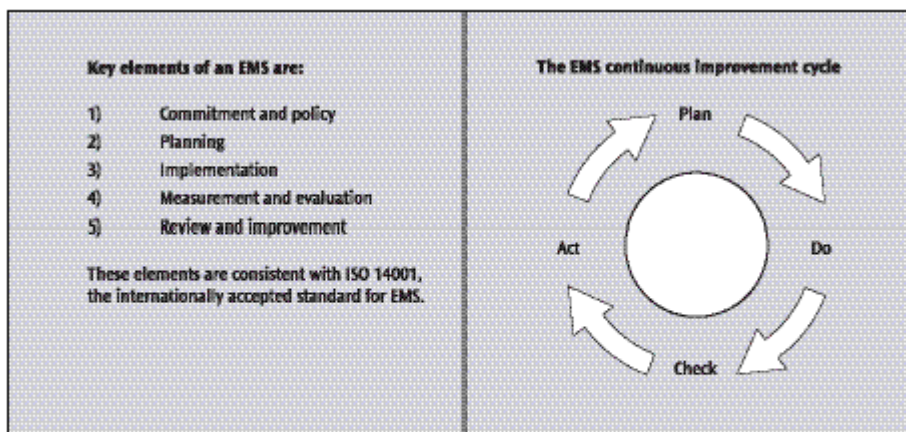 Key elements of an EMS are:
1) Commitment and policy
2) Planning
3) Implementation
4) Measurement and evaluation
5) Review and improvement
These elements are consistent with ISO 14001,
the internationally accepted standard for EMS.
The EMS continuous improvement cycle
Plan
Do
Check
Act